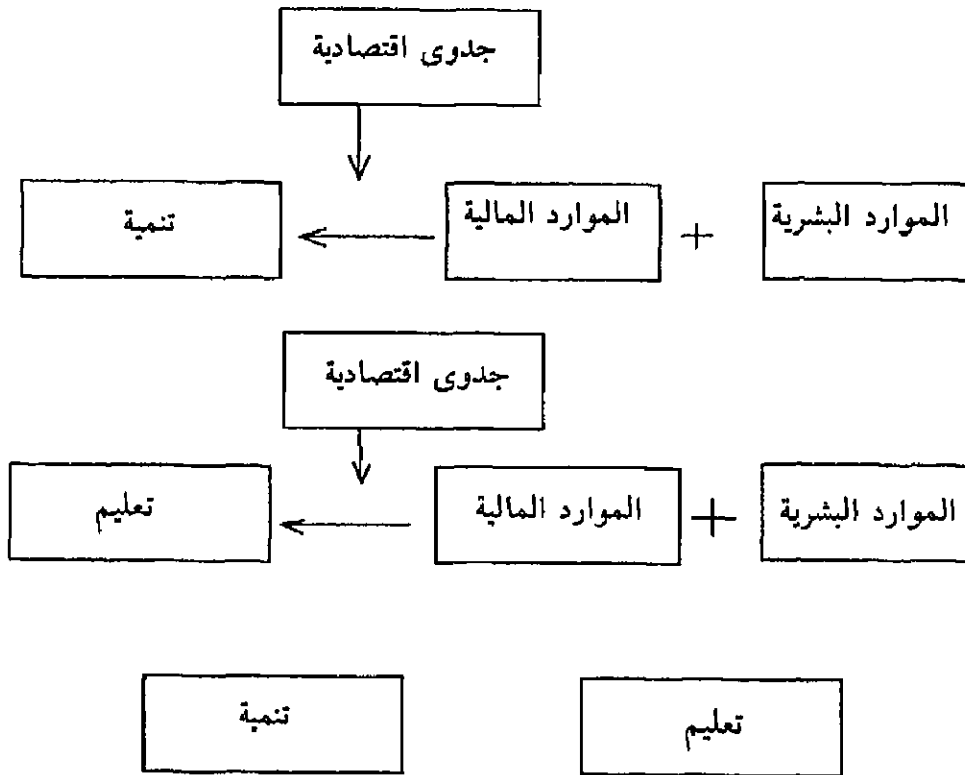 جدوى اقتصادية
الموارد البشرية + الموارد المالية تنمية
جدوى اقتصادية
الموارد البشرية + الموارد المالية تعليم
تعليم تنمية